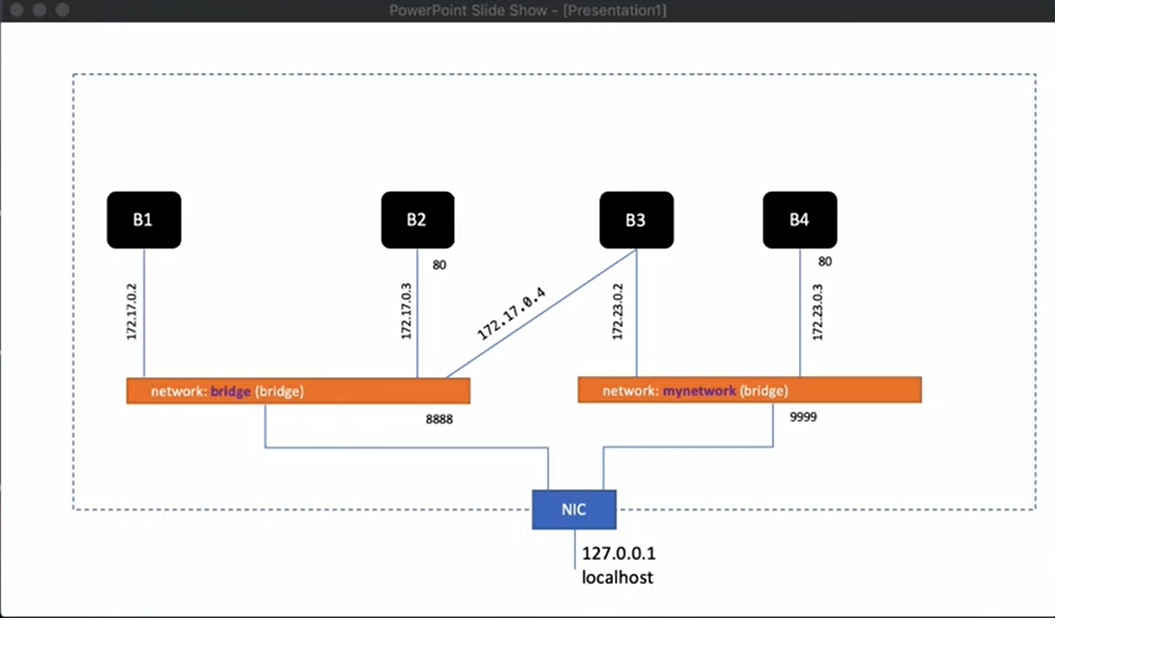 PowerPoint Slide Show - [Presentation1]
B1
B2
B3
B4
80
80
172.17.0.2
172.17.0.3
172.17.0.4
172.23.0.2
172.23.0.3
network: bridge (bridge)
network: mynetwork (bridge)
8888
9999
NIC
127.0.0.1
localhost